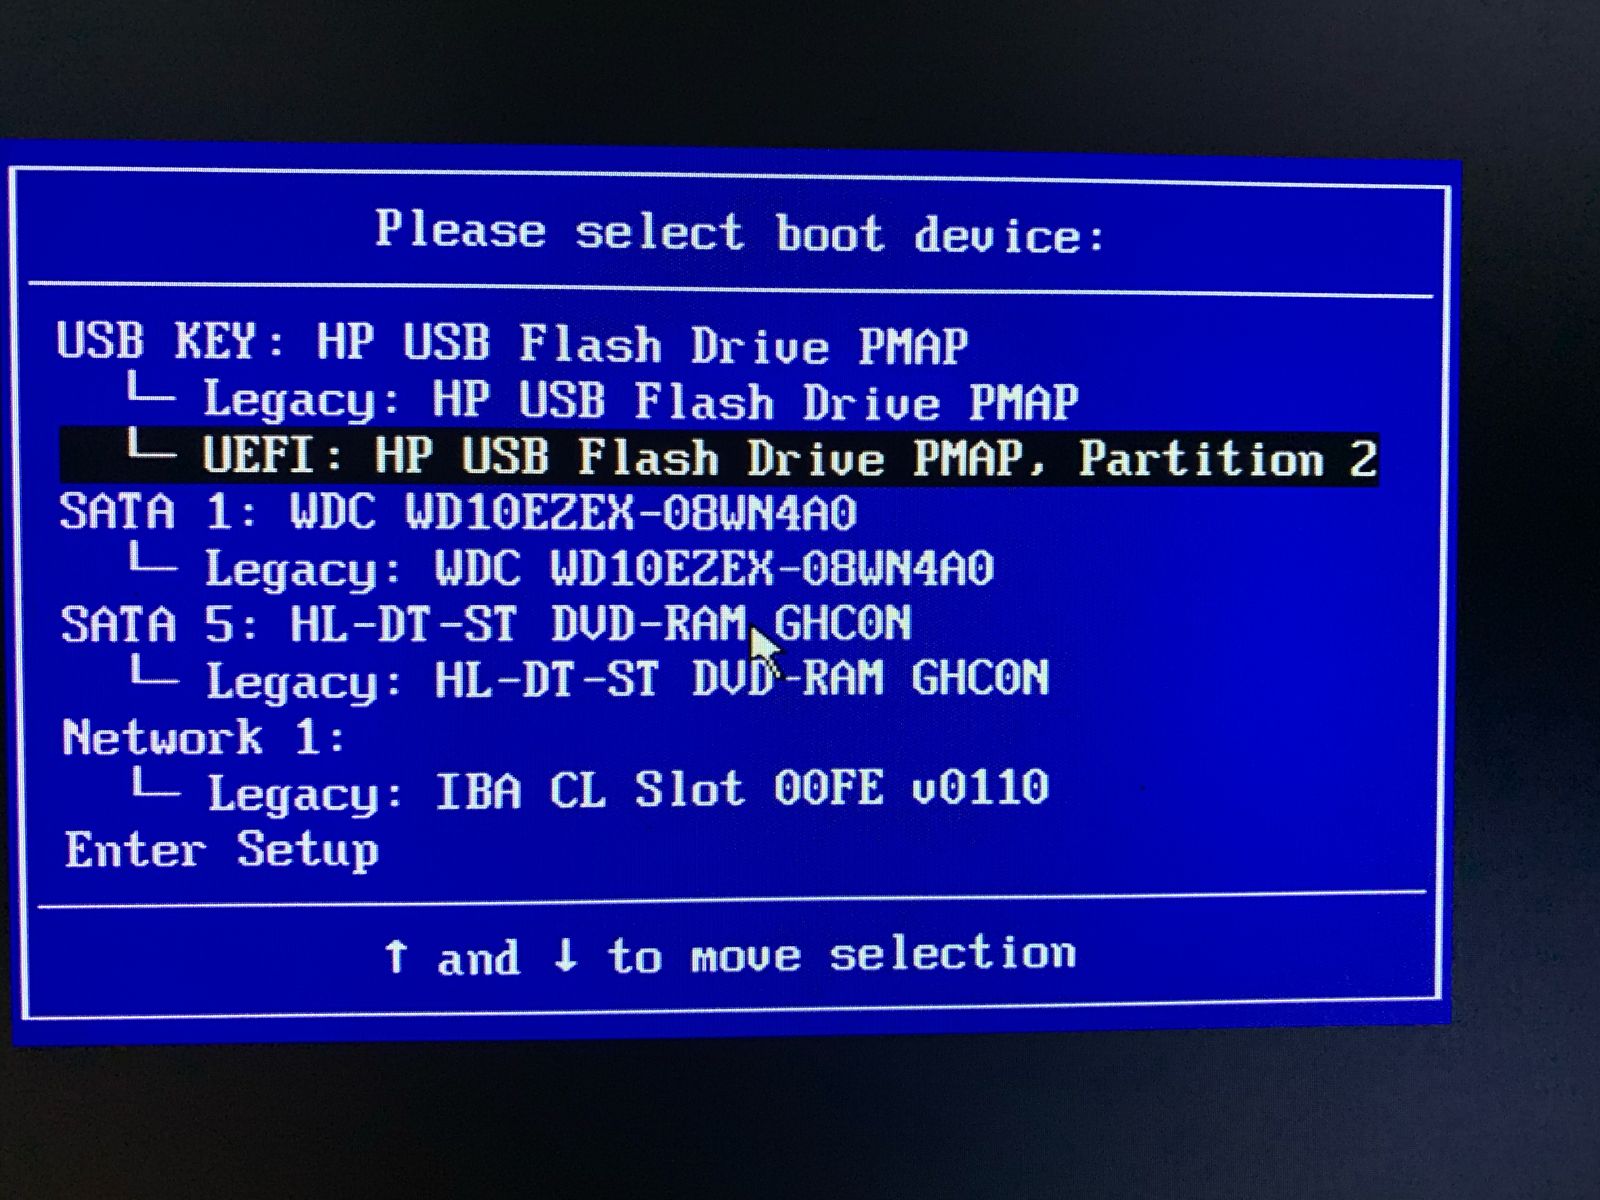 Please select boot device:
USB KEY: HP USB Flash Drive PMAP
Legacy: HP USB Flash Drive PMAP
UEFI: HP USB Flash Drive PMAP, Partition 2
SATA 1: WDC WD10EZEX-08WN4A0
Legacy: WDC WD10EZEX-08WN4A0
SATA 5: HL-DT-ST DVD-RAM GHC0N
Legacy: HL-DT-ST DVD-RAM GHC0N
Network 1:
Legacy: IBA CL Slot 00FE v0110
Enter Setup
↑ and ↓ to move selection